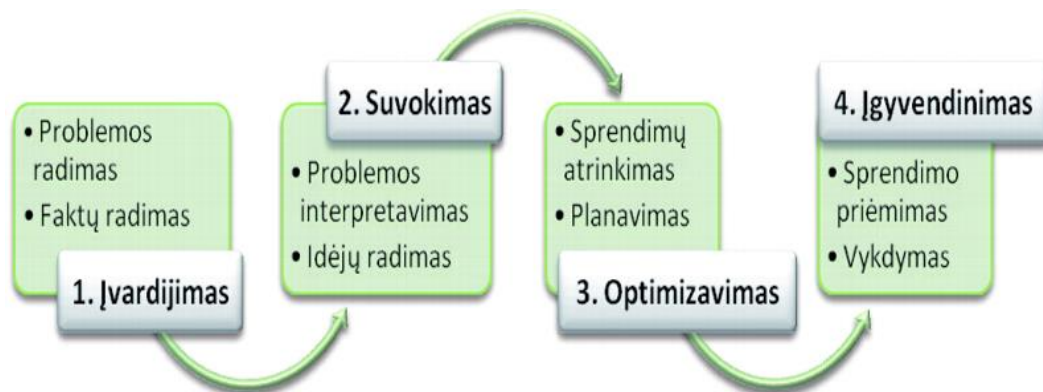 • Problemos
radimas
• Faktų radimas
1. Įvardijimas
2. Suvokimas
• Problemos
interpretavimas
• Idėjų radimas
• Sprendimų
atrinkimas
• Planavimas
3. Optimizavimas
4. Įgyvendinimas
• Sprendimo
priėmimas
• Vykdymas